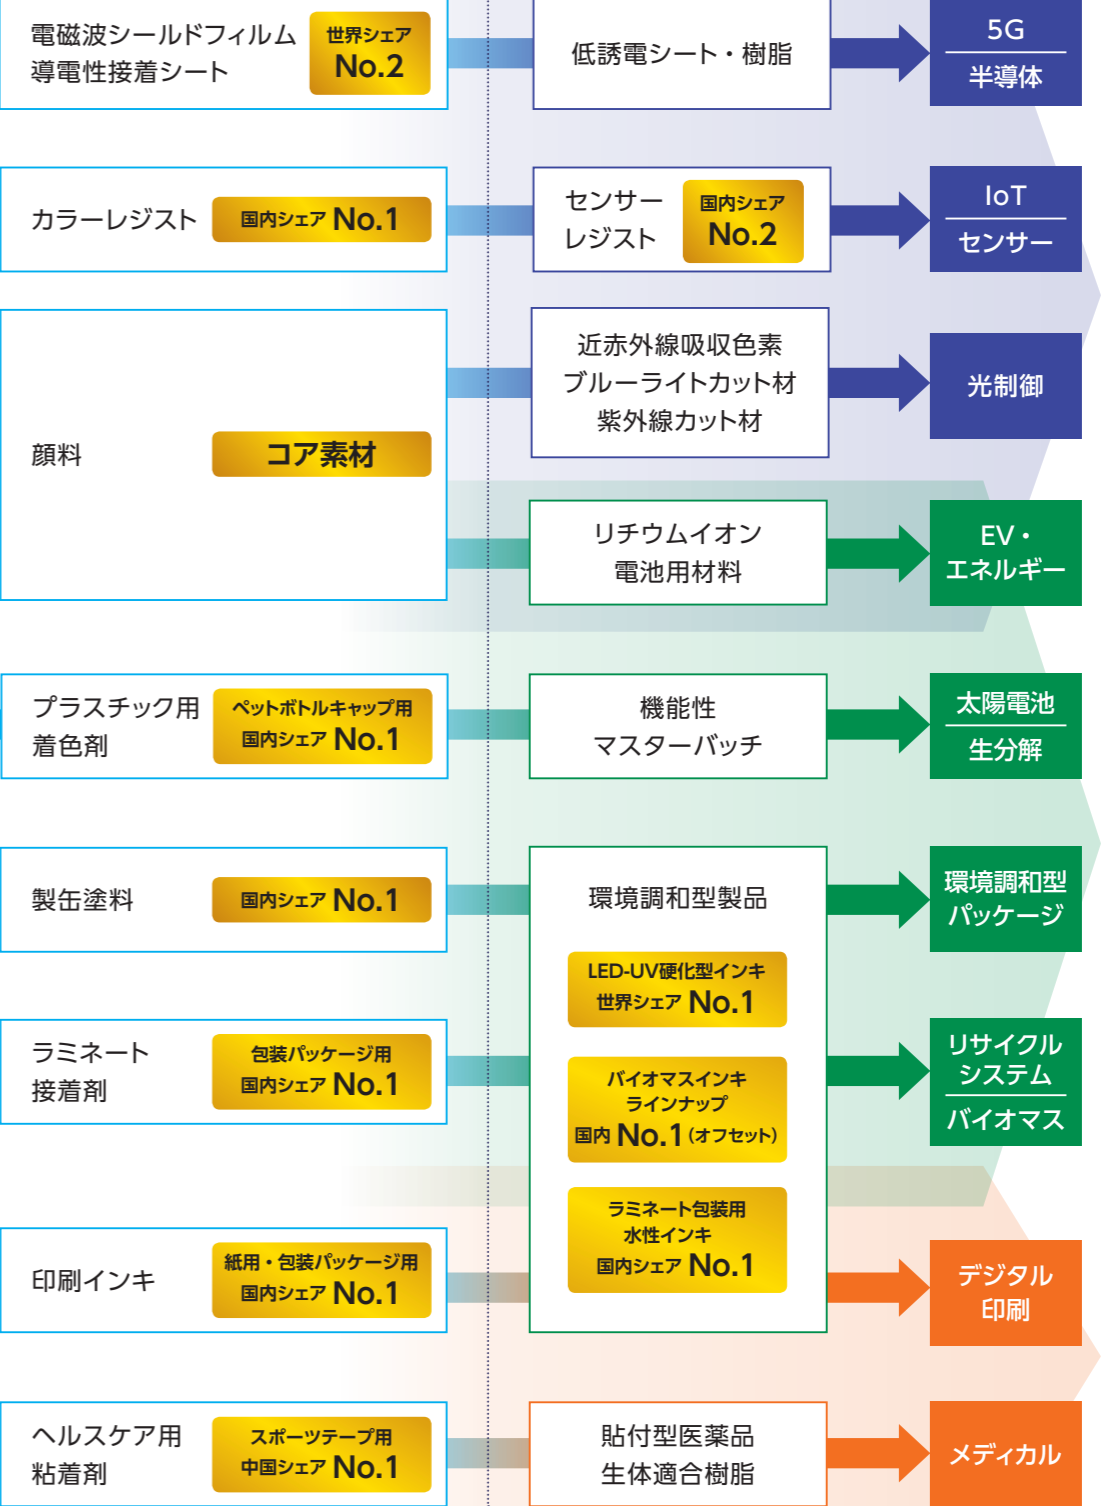 電磁波シールドフィルム
導電性接着シート
世界シェア
No.2
低誘電シート・樹脂
5G
半導体
カラーレジスト
国内シェア No.1
センサー
レジスト
国内シェア
No.2
IoT
センサー
顔料
コア素材
近赤外線吸収色素
ブルーライトカット材
紫外線カット材
光制御
リチウムイオン
電池用材料
EV・
エネルギー
プラスチック用
着色剤
ペットボトルキャップ用
国内シェア No.1
機能性
マスターバッチ
太陽電池
生分解
製缶塗料
国内シェア No.1
環境調和型製品
LED-UV硬化型インキ
世界シェア No.1
バイオマスインキ
ラインナップ
国内 No.1 (オフセット)
ラミネート包装用
水性インキ
国内シェア No.1
環境調和型
パッケージ
ラミネート
接着剤
包装パッケージ用
国内シェア No.1
リサイクル
システム
バイオマス
印刷インキ
紙用・包装パッケージ用
国内シェア No.1
デジタル
印刷
ヘルスケア用
粘着剤
スポーツテープ用
中国シェア No.1
貼付型医薬品
生体適合樹脂
メディカル